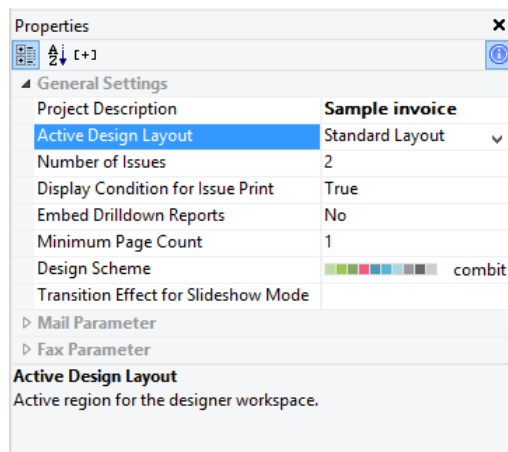 Properties
[+]
General Settings
Project Description Sample invoice
Active Design Layout Standard Layout
Number of Issues 2
Display Condition for Issue Print True
Embed Drilldown Reports No
Minimum Page Count 1
Design Scheme combit
Transition Effect for Slideshow Mode
Mail Parameter
Fax Parameter
Active Design Layout
Active region for the designer workspace.